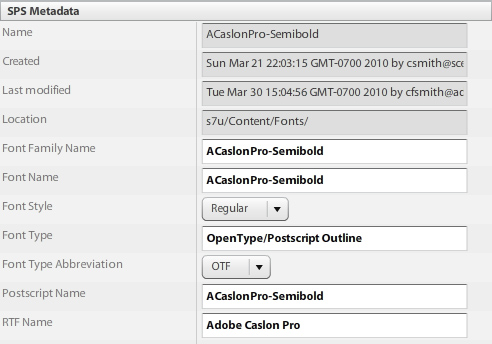 SPS Metadata
Name ACaslonPro-Semibold
Created Sun Mar 21 22:03:15 GMT-0700 2010 by csmith@sce
Last modified Tue Mar 30 15:04:56 GMT-0700 2010 by cfsmith@ac
Location s7u/Content/Fonts/
Font Family Name ACaslonPro-Semibold
Font Name ACaslonPro-Semibold
Font Style Regular
Font Type OpenType/Postscript Outline
Font Type Abbreviation OTF
Postscript Name ACaslonPro-Semibold
RTF Name Adobe Caslon Pro